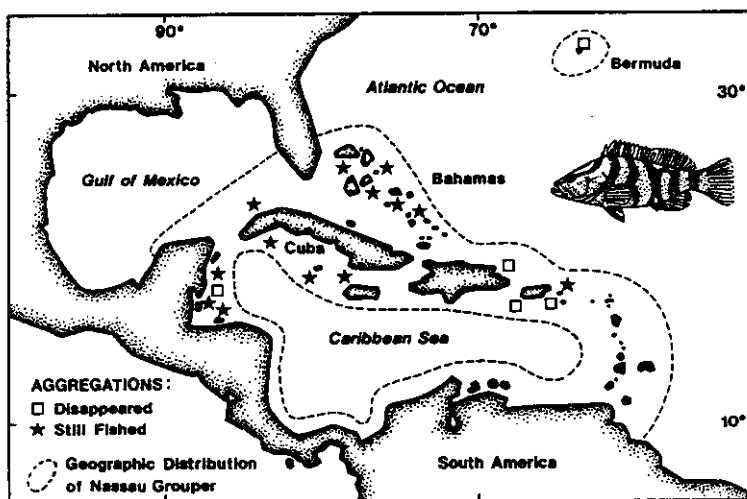 90°
70°
North America
Bermuda
Atlantic Ocean
30°
Gulf of Mexico
Bahamas
Cuba
Caribbean Sea
AGGREGATIONS:
□ Disappeared
★ Still Fished
Geographic Distribution
of Nassau Grouper
10°
South America